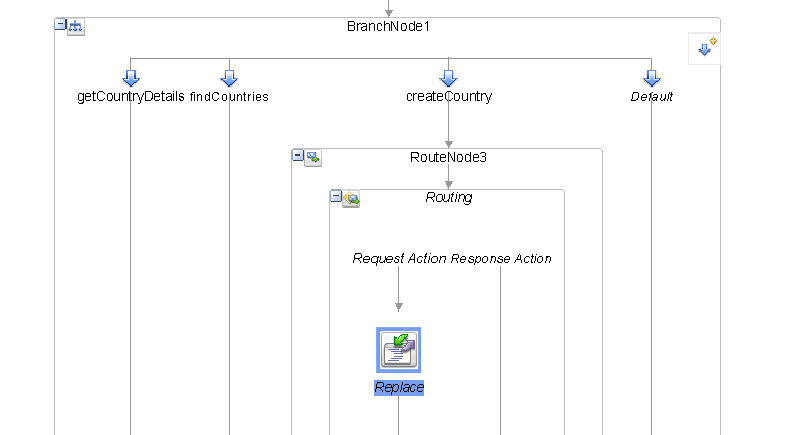 BranchNode1
getCountryDetails findCountries createCountry Default
RouteNode3
Routing
Request Action Response Action
Replace